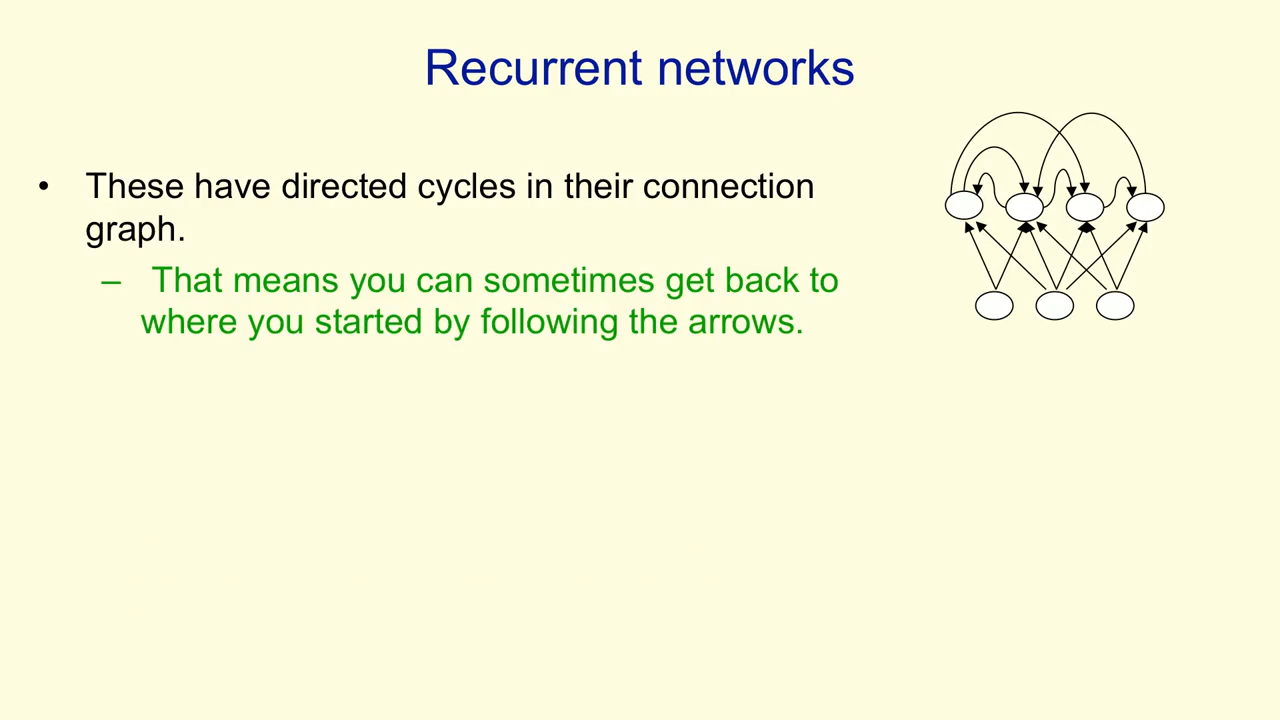 Recurrent networks
• These have directed cycles in their connection
graph.
– That means you can sometimes get back to
where you started by following the arrows.